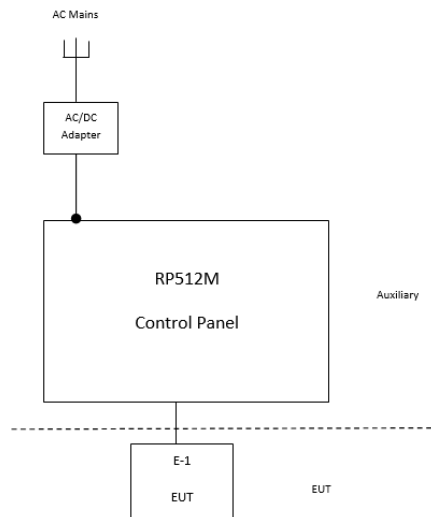 AC Mains
AC/DC
Adapter
RP512M
Control Panel
Auxiliary
E-1
EUT
EUT